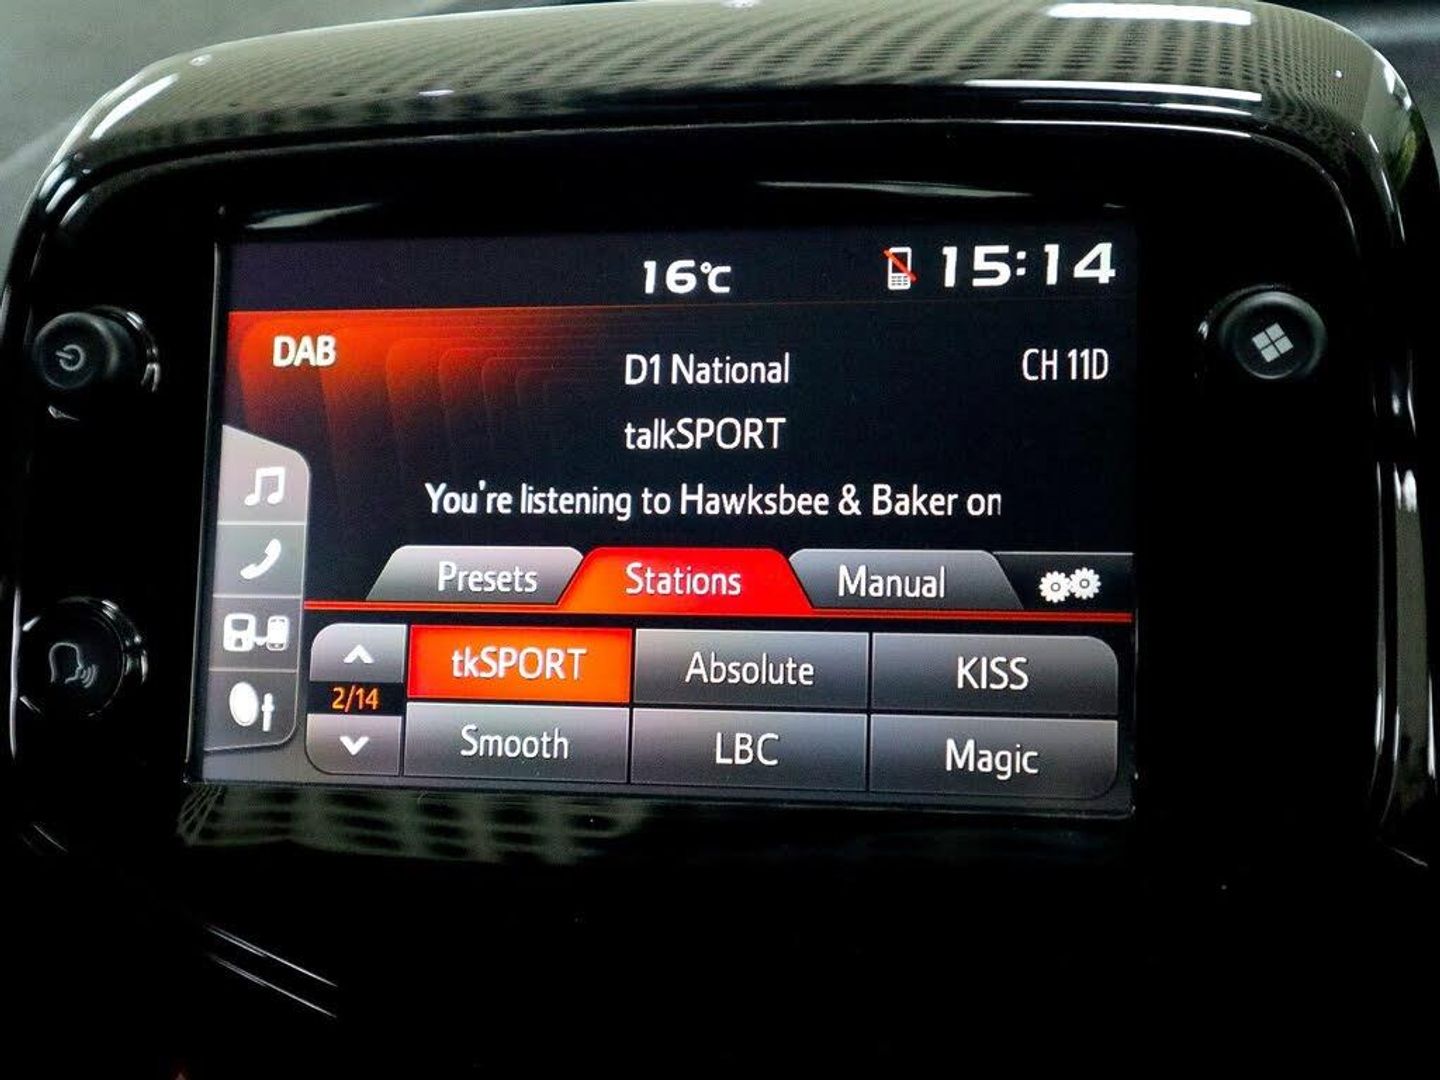 16°C 15:14
DAB D1 National CH 11D
talkSPORT
You're listening to Hawksbee & Baker on
Presets Stations Manual
tkSPORT Absolute KISS
2/14
Smooth LBC Magic